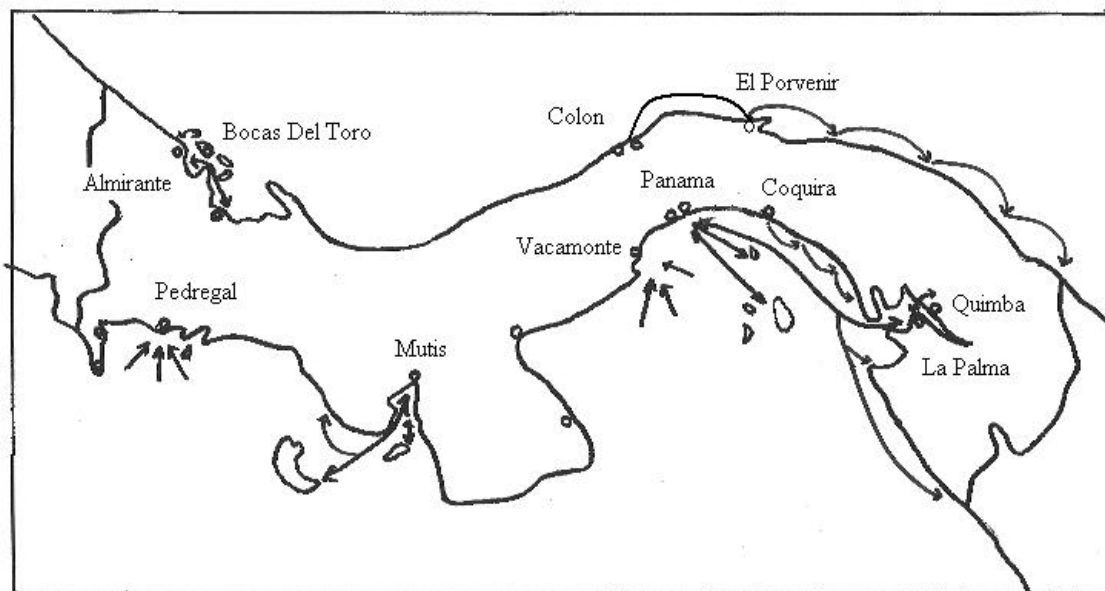 El Porvenir
Colon
Bocas Del Toro
Almirante
Panama
Coquira
Vacamonte
Pedregal
Quimba
Mutis
La Palma